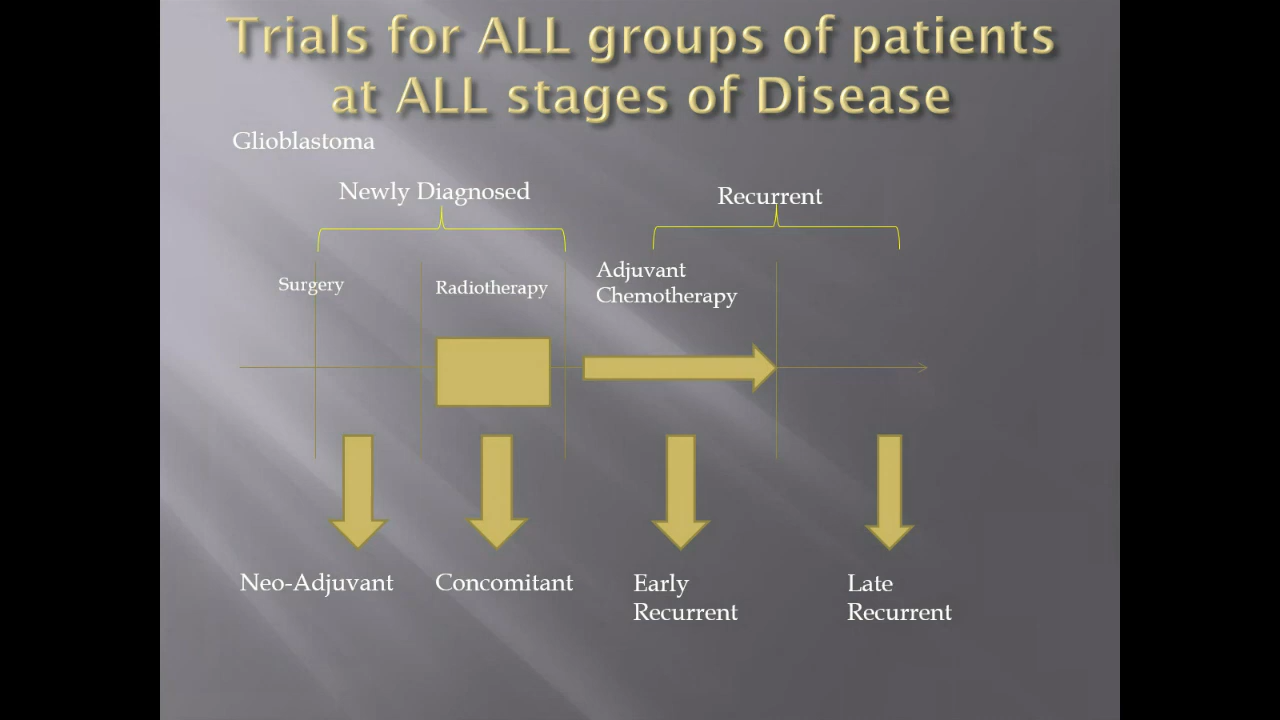 Trials for ALL groups of patients
at ALL stages of Disease
Glioblastoma
Newly Diagnosed
Recurrent
Surgery
Radiotherapy
Adjuvant
Chemotherapy
Neo-Adjuvant
Concomitant
Early
Recurrent
Late
Recurrent